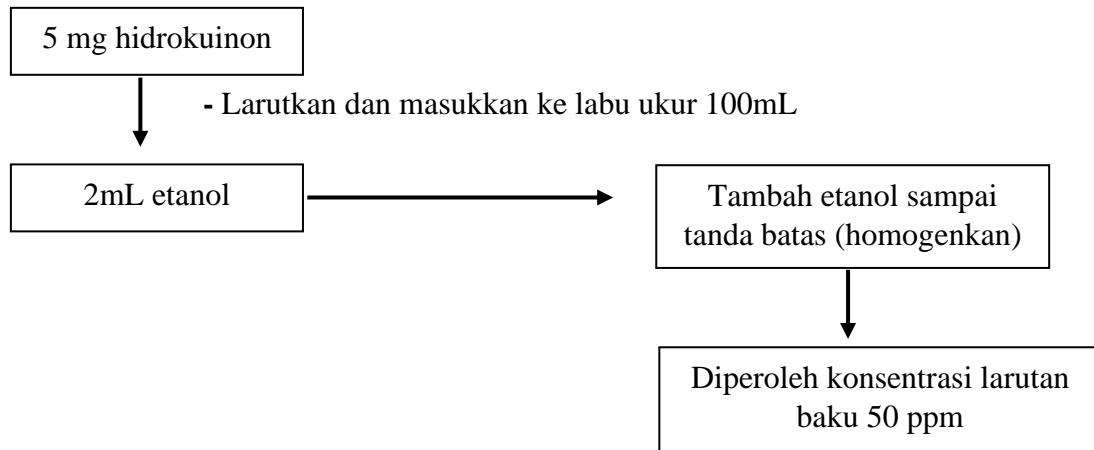 5 mg hidrokuinon
- Larutkan dan masukkan ke labu ukur 100mL
2mL etanol
Tambah etanol sampai
tanda batas (homogenkan)
Diperoleh konsentrasi larutan
baku 50 ppm